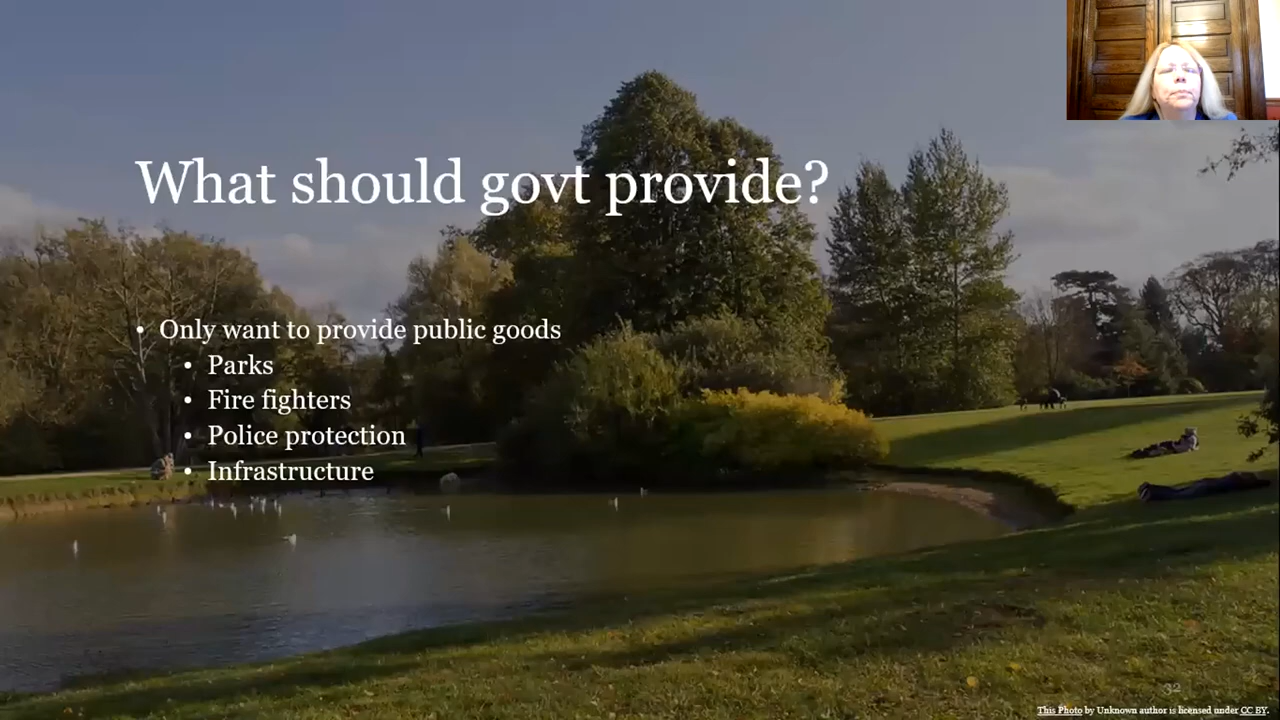 What should govt provide?
• Only want to provide public goods
• Parks
• Fire fighters
• Police protection
• Infrastructure
32
This Photo by Unknown author is licensed under CC BY.